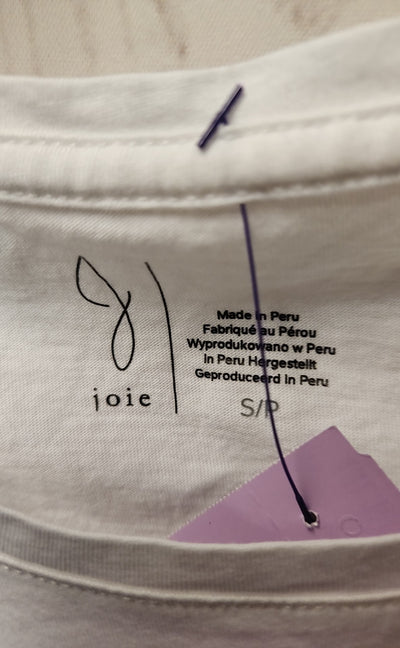 joie
Made in Peru
Fabriqué au Pérou
Wyprodukowano w Peru
in Peru Hergestellt
Geproduceerd in Peru
S/P